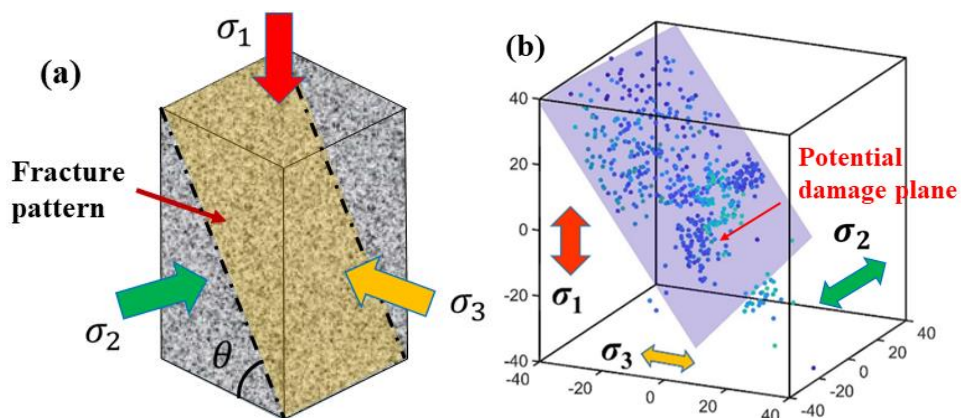 (a)
σ₁
Fracture
pattern
σ₂
σ₃
θ
(b)
40
20
0
-20
-40
Potential
damage plane
σ₁
σ₂
σ₃
-40
-20
0
20
40
-40
-20
0
20
40